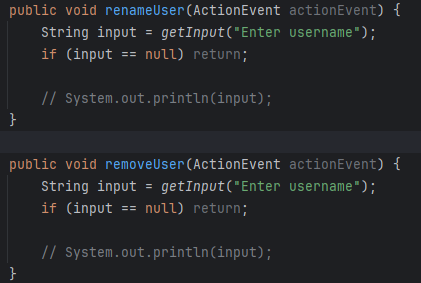 public void renameUser(ActionEvent actionEvent) {
    String input = getInput("Enter username");
    if (input == null) return;
    // System.out.println(input);
}
public void removeUser(ActionEvent actionEvent) {
    String input = getInput("Enter username");
    if (input == null) return;
    // System.out.println(input);
}